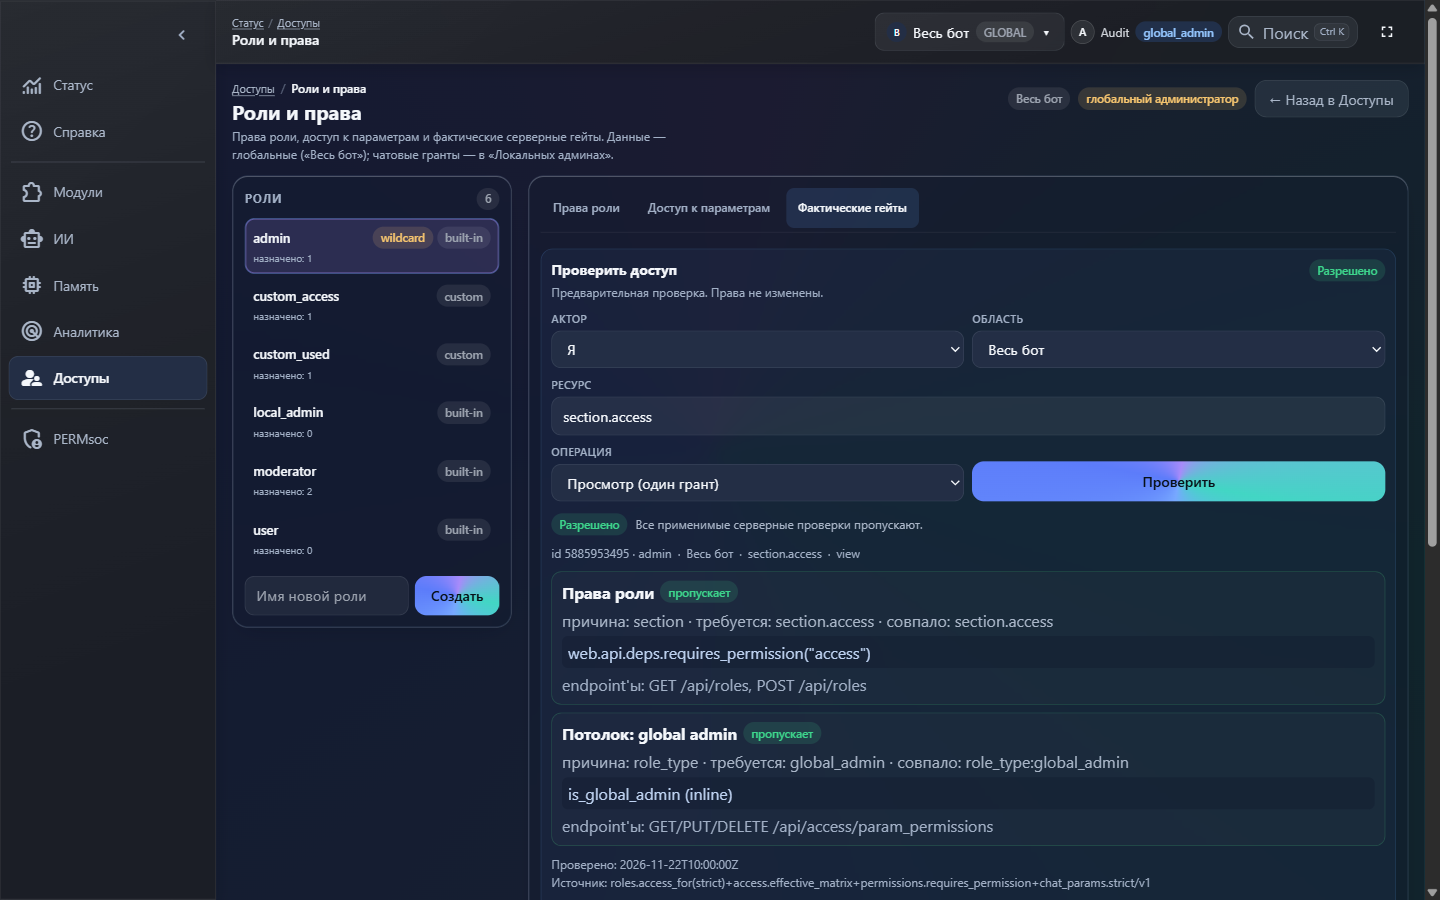 Статус / Доступы
Роли и права
B Весь бот GLOBAL ▾
A Audit global_admin
Поиск Ctrl K
Статус
Справка
Модули
ИИ
Память
Аналитика
Доступы
PERMsoc
Доступы / Роли и права
Роли и права
Права роли, доступ к параметрам и фактические серверные гейты. Данные —
глобальные («Весь бот»); чатовые гранты — в «Локальных админах».
Весь бот глобальный администратор ← Назад в Доступы
РОЛИ 6
admin wildcard built-in
назначено: 1
custom_access custom
назначено: 1
custom_used custom
назначено: 1
local_admin built-in
назначено: 0
moderator built-in
назначено: 2
user built-in
назначено: 0
Имя новой роли Создать
Права роли Доступ к параметрам Фактические гейты
Проверить доступ Разрешено
Предварительная проверка. Права не изменены.
АКТОР ОБЛАСТЬ
Я Весь бот
РЕСУРС
section.access
ОПЕРАЦИЯ
Просмотр (один грант) Проверить
Разрешено Все применимые серверные проверки пропускают.
id 5885953495 · admin · Весь бот · section.access · view
Права роли пропускает
причина: section · требуется: section.access · совпало: section.access
web.api.deps.requires_permission("access")
endpoint'ы: GET /api/roles, POST /api/roles
Потолок: global admin пропускает
причина: role_type · требуется: global_admin · совпало: role_type:global_admin
is_global_admin (inline)
endpoint'ы: GET/PUT/DELETE /api/access/param_permissions
Проверено: 2026-11-22T10:00:00Z
Источник: roles.access_for(strict)+access.effective_matrix+permissions.requires_permission+chat_params.strict/v1